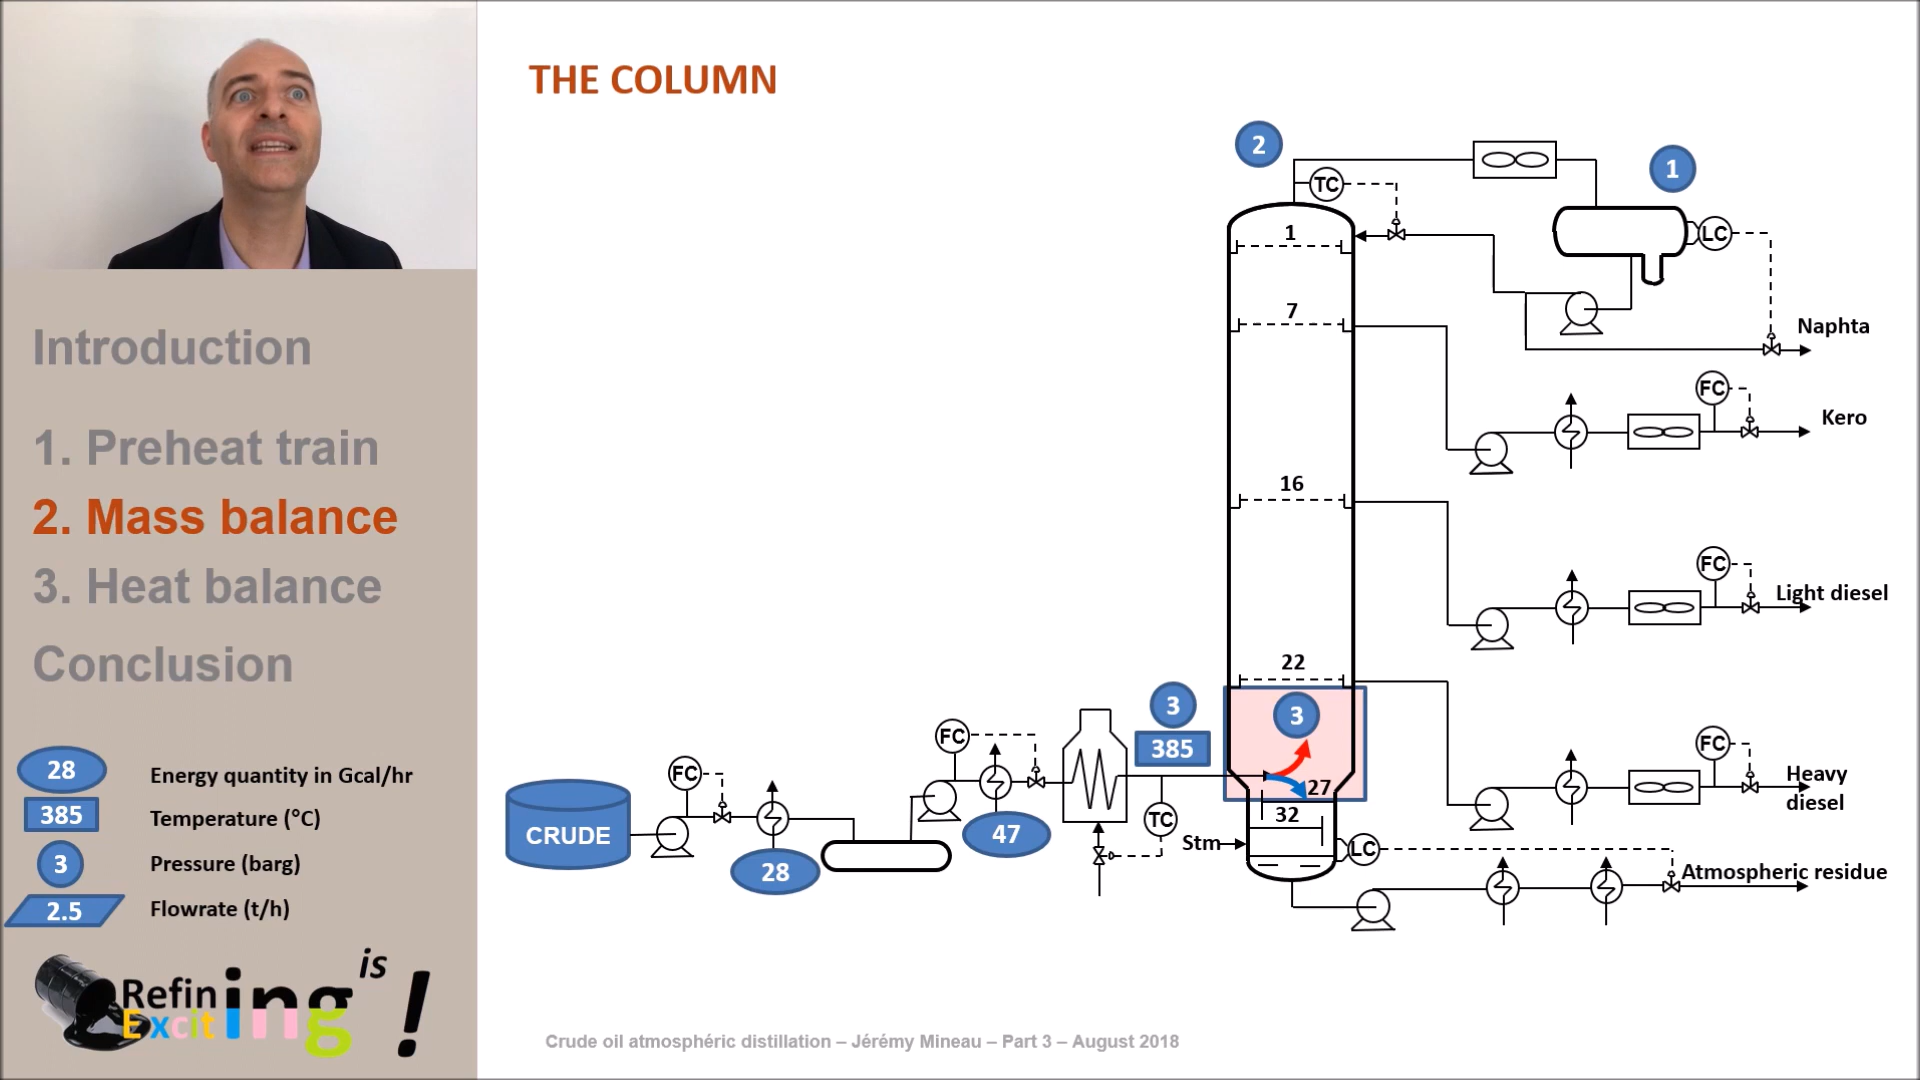 THE COLUMN
Introduction
1. Preheat train
2. Mass balance
3. Heat balance
Conclusion
28 Energy quantity in Gcal/hr
385 Temperature (°C)
3 Pressure (barg)
2.5 Flowrate (t/h)
Refining is
Exciting !
2
1
TC
LC
1
7
Naphta
FC
Kero
16
FC
Light diesel
22
3
3
385
27
32
FC
Heavy
diesel
FC
FC
CRUDE
28
47
TC
Stm
LC
Atmospheric residue
Crude oil atmosphéric distillation – Jérémy Mineau – Part 3 – August 2018